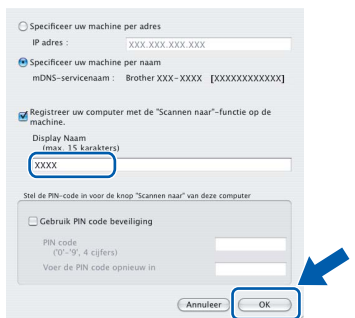 Specificeer uw machine per adres
IP adres :
XXX.XXX.XXX.XXX
Specificeer uw machine per naam
mDNS-servicenaam : Brother XXX-XXXX [XXXXXXXXXXXX]
Registreer uw computer met de "Scannen naar"-functie op de
machine.
Display Naam
(max. 15 karakters)
XXXX
Stel de PIN-code in voor de knop "Scannen naar" van deze computer
Gebruik PIN code beveiliging
PIN code
('0'-'9', 4 cijfers)
Voer de PIN code opnieuw in
Annuleer
OK